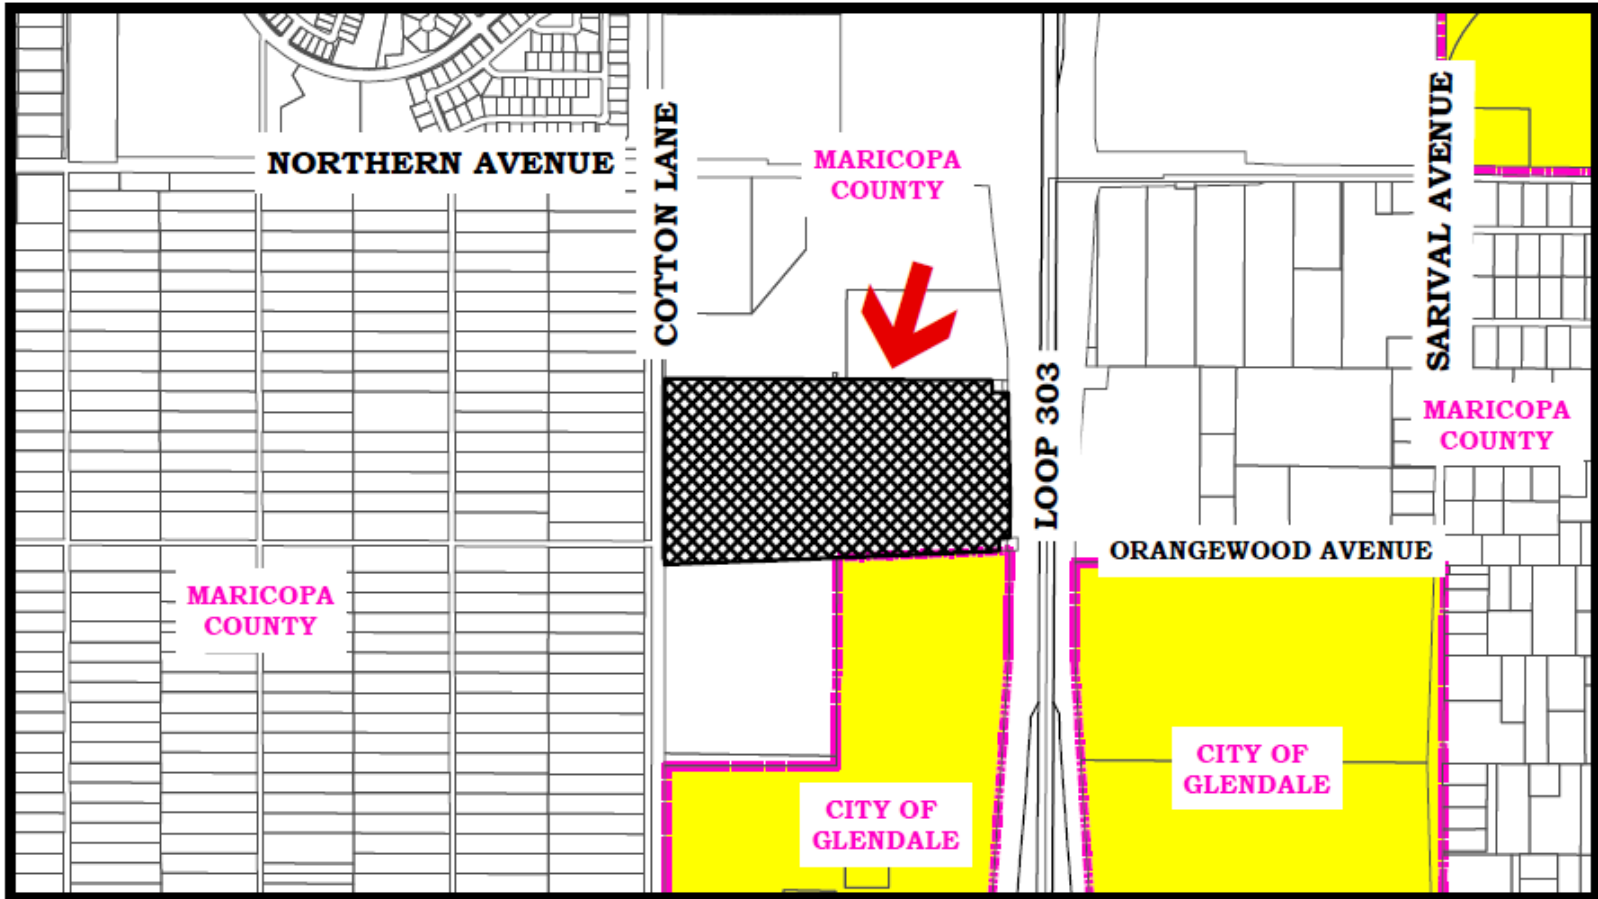 NORTHERN AVENUE
COTTON LANE
MARICOPA
COUNTY
SARIVAL AVENUE
LOOP 303
MARICOPA
COUNTY
ORANGEWOOD AVENUE
MARICOPA
COUNTY
CITY OF
GLENDALE
CITY OF
GLENDALE